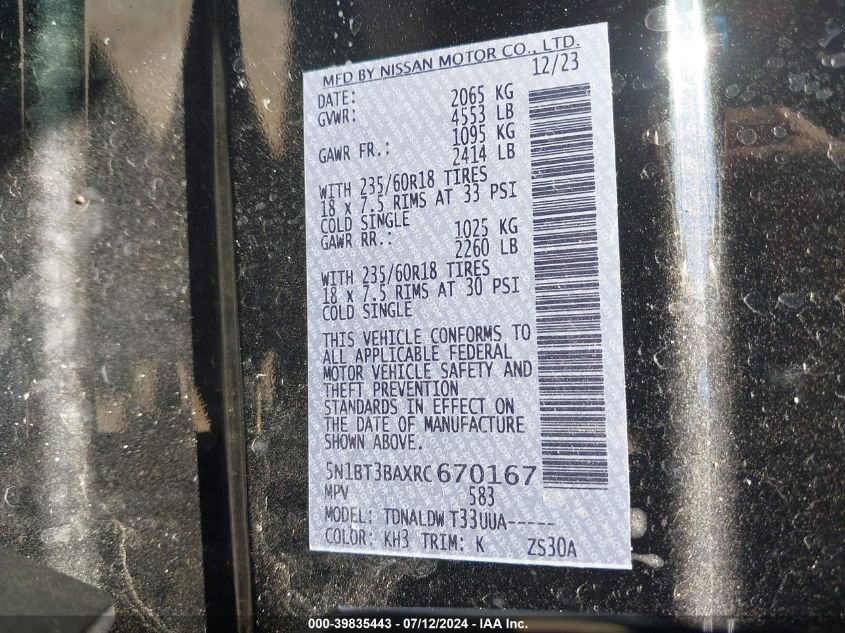 MFD BY NISSAN MOTOR CO., LTD.
DATE: 12/23
GVWR: 2065 KG
4553 LB
GAWR FR.: 1095 KG
2414 LB
WITH 235/60R18 TIRES
18 x 7.5 RIMS AT 33 PSI
COLD SINGLE
GAWR RR.: 1025 KG
2260 LB
WITH 235/60R18 TIRES
18 x 7.5 RIMS AT 30 PSI
COLD SINGLE
THIS VEHICLE CONFORMS TO
ALL APPLICABLE FEDERAL
MOTOR VEHICLE SAFETY AND
THEFT PREVENTION
STANDARDS IN EFFECT ON
THE DATE OF MANUFACTURE
SHOWN ABOVE.
5N1BT3BAXRC670167
MPV 583
MODEL: TDNALDW T33UUA-----
COLOR: KH3 TRIM: K ZS30A
000-39835443 - 07/12/2024 - IAA Inc.